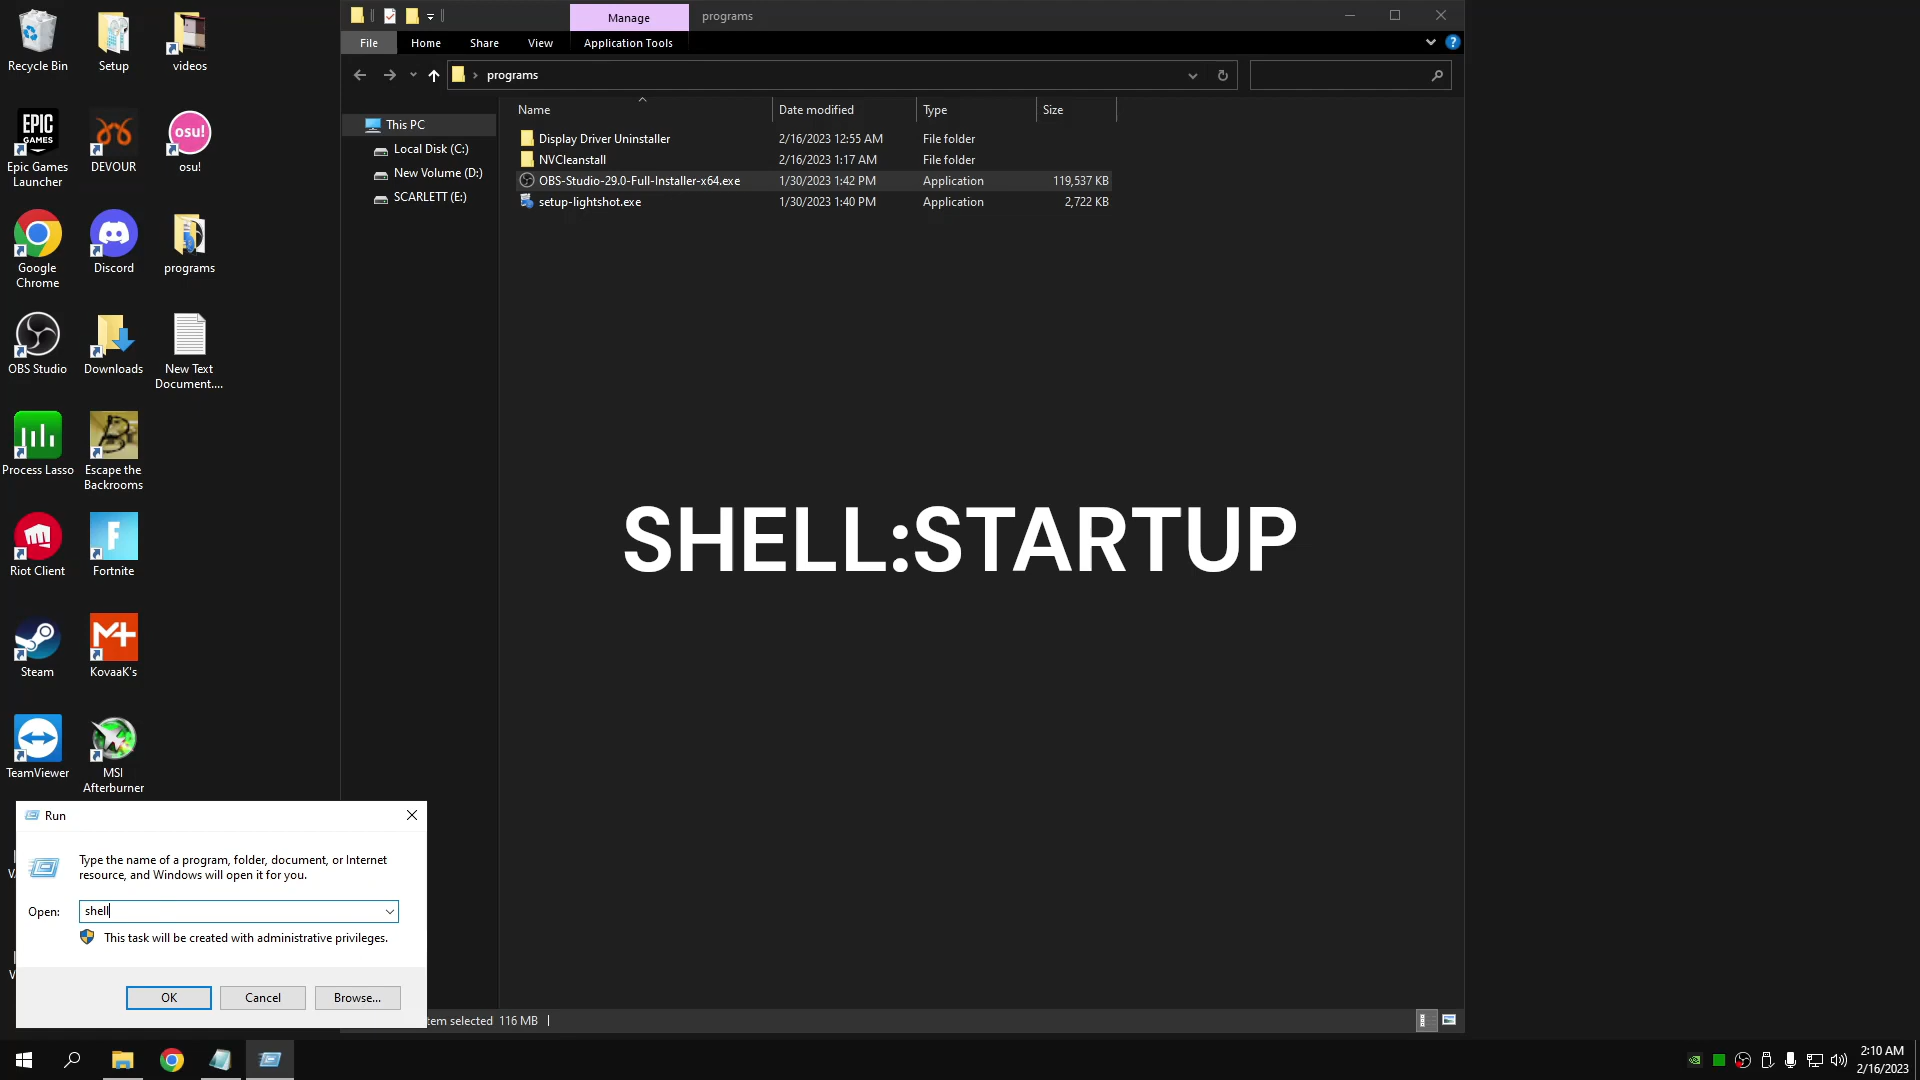 Recycle Bin
Setup
videos
EPIC
GAMES
Epic Games
Launcher
DEVOUR
osu!
osu!
Google
Chrome
Discord
programs
OBS Studio
Downloads
New Text
Document....
Process Lasso
Escape the
Backrooms
Riot Client
F
Fortnite
Steam
KovaaK's
TeamViewer
MSI
Afterburner
Manage
programs
File
Home
Share
View
Application Tools
?
programs
This PC
Local Disk (C:)
New Volume (D:)
SCARLETT (E:)
Name
Date modified
Type
Size
Display Driver Uninstaller
2/16/2023 12:55 AM
File folder
NVCleanstall
2/16/2023 1:17 AM
File folder
OBS-Studio-29.0-Full-Installer-x64.exe
1/30/2023 1:42 PM
Application
119,537 KB
setup-lightshot.exe
1/30/2023 1:40 PM
Application
2,722 KB
SHELL:STARTUP
Run
Type the name of a program, folder, document, or Internet
resource, and Windows will open it for you.
Open:
shell
This task will be created with administrative privileges.
OK
Cancel
Browse...
tem selected
116 MB
2:10 AM
2/16/2023